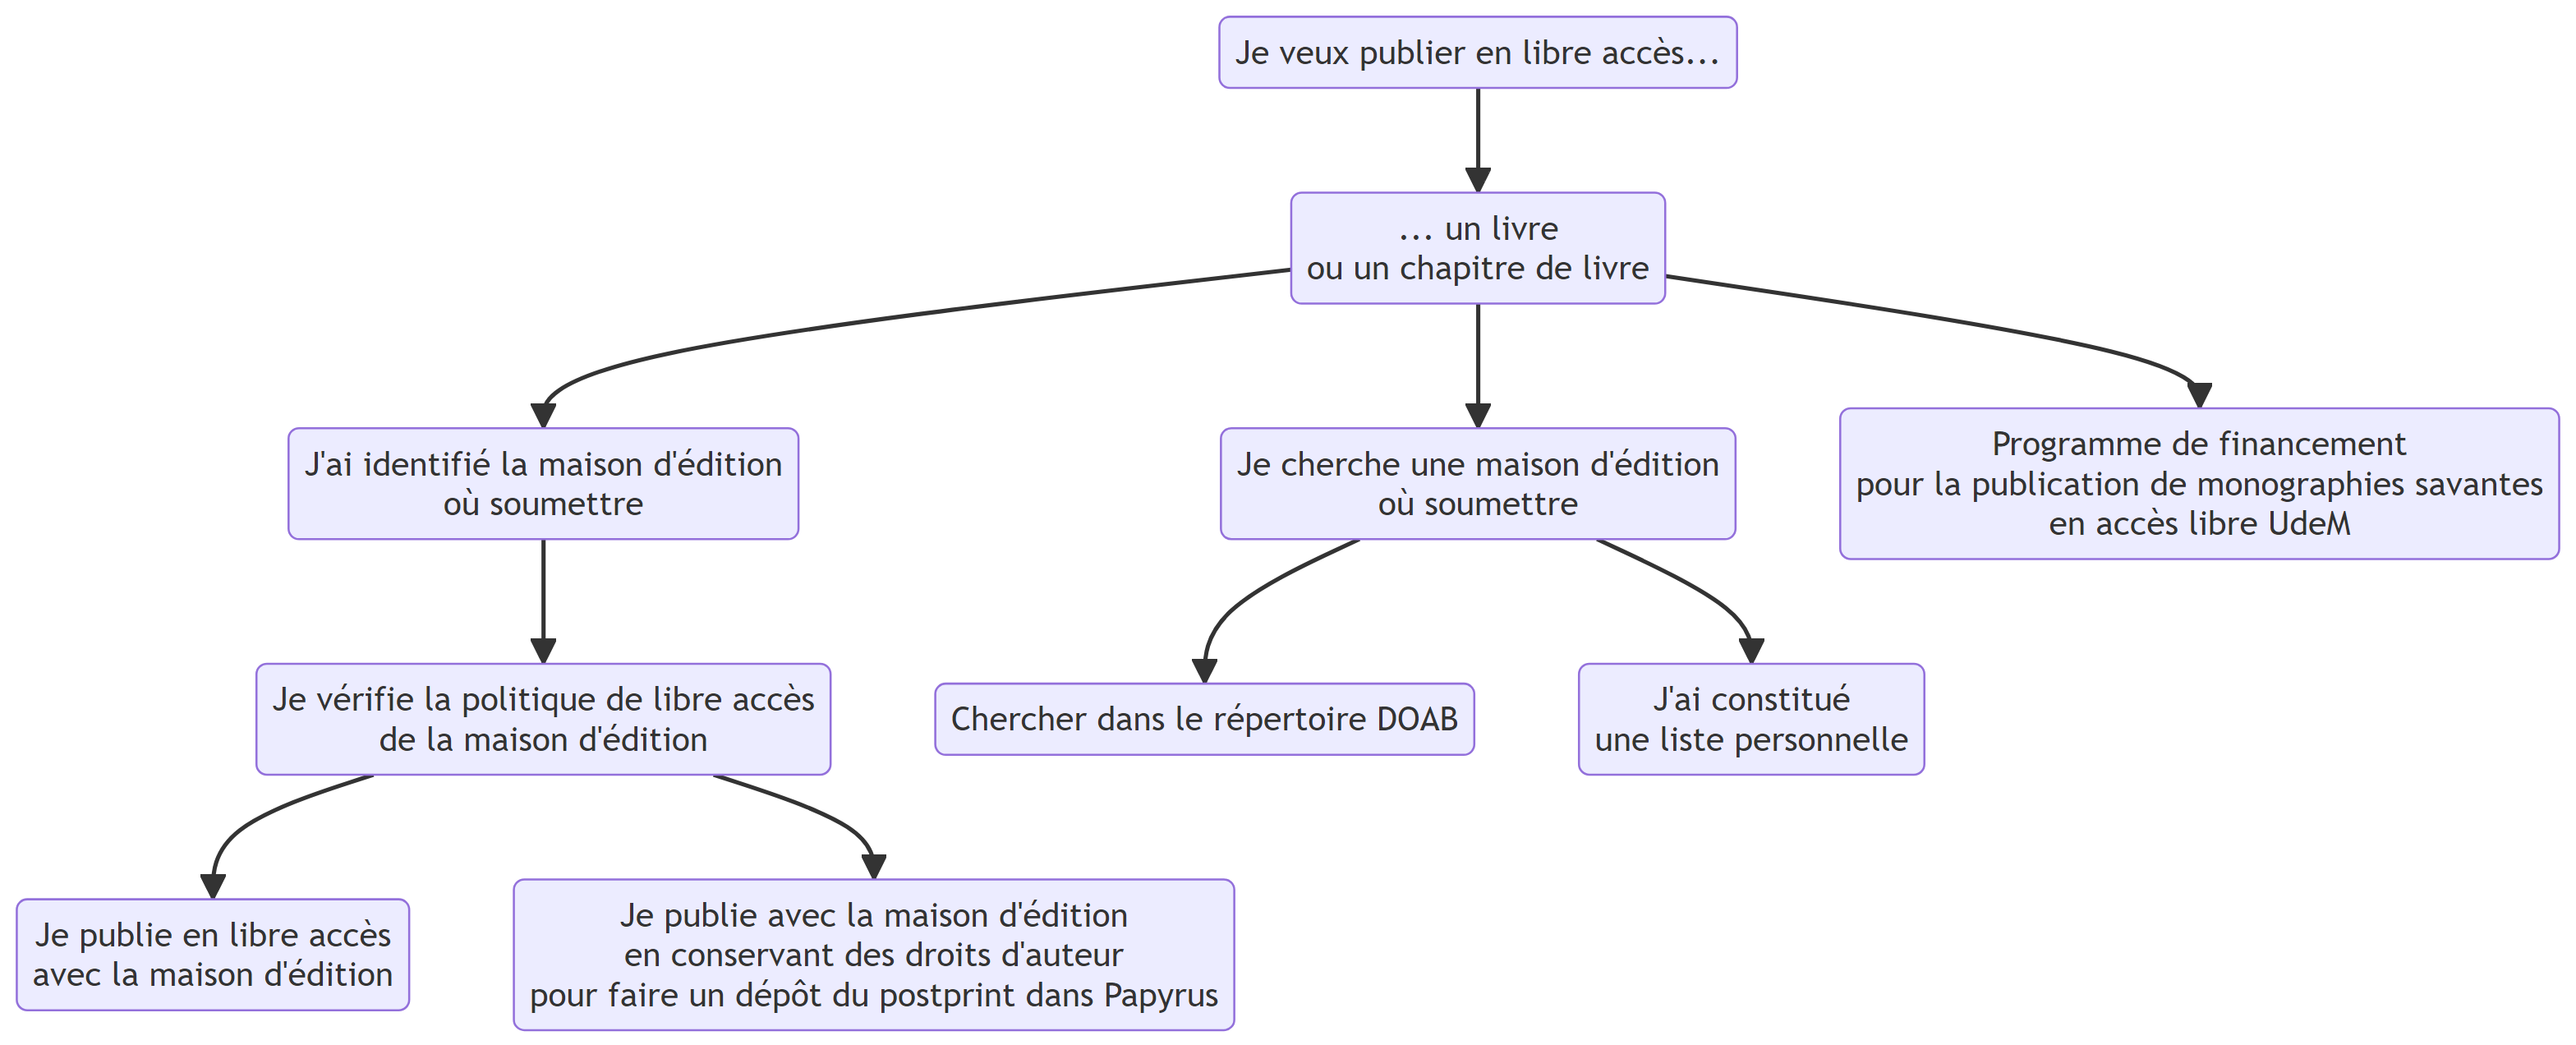 Je veux publier en libre accès...
... un livre
ou un chapitre de livre
J'ai identifié la maison d'édition
où soumettre
Je cherche une maison d'édition
où soumettre
Programme de financement
pour la publication de monographies savantes
en accès libre UdeM
Je vérifie la politique de libre accès
de la maison d'édition
Chercher dans le répertoire DOAB
J'ai constitué
une liste personnelle
Je publie en libre accès
avec la maison d'édition
Je publie avec la maison d'édition
en conservant des droits d'auteur
pour faire un dépôt du postprint dans Papyrus